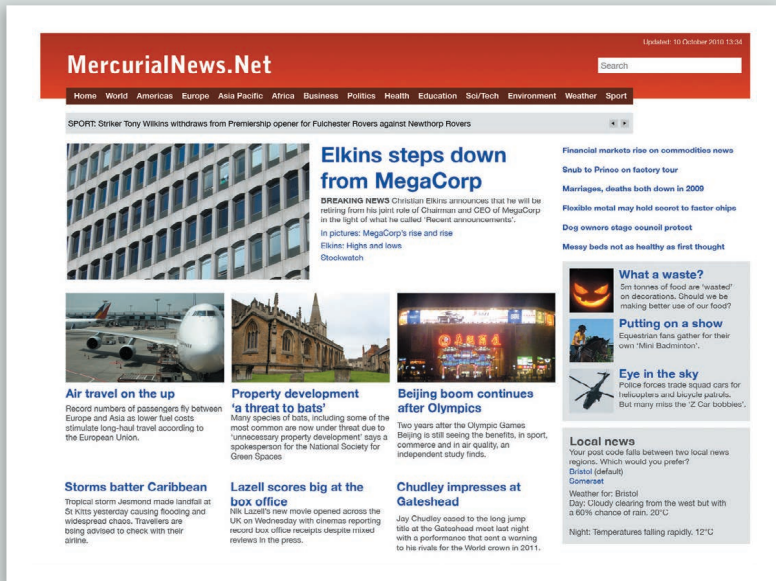 Updated: 10 October 2010 13:34
MercurialNews.Net
Search
Home World Americas Europe Asia Pacific Africa Business Politics Health Education Sci/Tech Environment Weather Sport
SPORT: Striker Tony Wilkins withdraws from Premiership opener for Fulchester Rovers against Newthorp Rovers
Elkins steps down
from MegaCorp
BREAKING NEWS Christian Elkins announces that he will be
retiring from his joint role of Chairman and CEO of MegaCorp
in the light of what he called 'Recent announcements'.
In pictures: MegaCorp's rise and rise
Elkins: Highs and lows
Stockwatch
Financial markets rise on commodities news
Snub to Prince on factory tour
Marriages, deaths both down in 2009
Flexible metal may hold secret to faster chips
Dog owners stage council protest
Messy beds not as healthy as first thought
What a waste?
5m tonnes of food are 'wasted'
on decorations. Should we be
making better use of our food?
Putting on a show
Equestrian fans gather for their
own 'Mini Badminton'.
Eye in the sky
Police forces trade squad cars for
helicopters and bicycle patrols.
But many miss the 'Z Car bobbies'.
Air travel on the up
Record numbers of passengers fly between
Europe and Asia as lower fuel costs
stimulate long-haul travel according to
the European Union.
Property development
'a threat to bats'
Many species of bats, including some of the
most common are now under threat due to
'unnecessary property development' says a
spokesperson for the National Society for
Green Spaces
Beijing boom continues
after Olympics
Two years after the Olympic Games
Beijing is still seeing the benefits, in sport,
commerce and in air quality, an
independent study finds.
Storms batter Caribbean
Tropical storm Jesmond made landfall at
St Kitts yesterday causing flooding and
widespread chaos. Travellers are
being advised to check with their
airline.
Lazell scores big at the
box office
Nik Lazell's new movie opened across the
UK on Wednesday with cinemas reporting
record box office receipts despite mixed
reviews in the press.
Chudley impresses at
Gateshead
Jay Chudley eased to the long jump
title at the Gateshead meet last night
with a performance that sent a warning
to his rivals for the World crown in 2011.
Local news
Your post code falls between two local news
regions. Which would you prefer?
Bristol (default)
Somerset
Weather for: Bristol
Day: Cloudy clearing from the west but with
a 60% chance of rain. 20°C
Night: Temperatures falling rapidly. 12°C